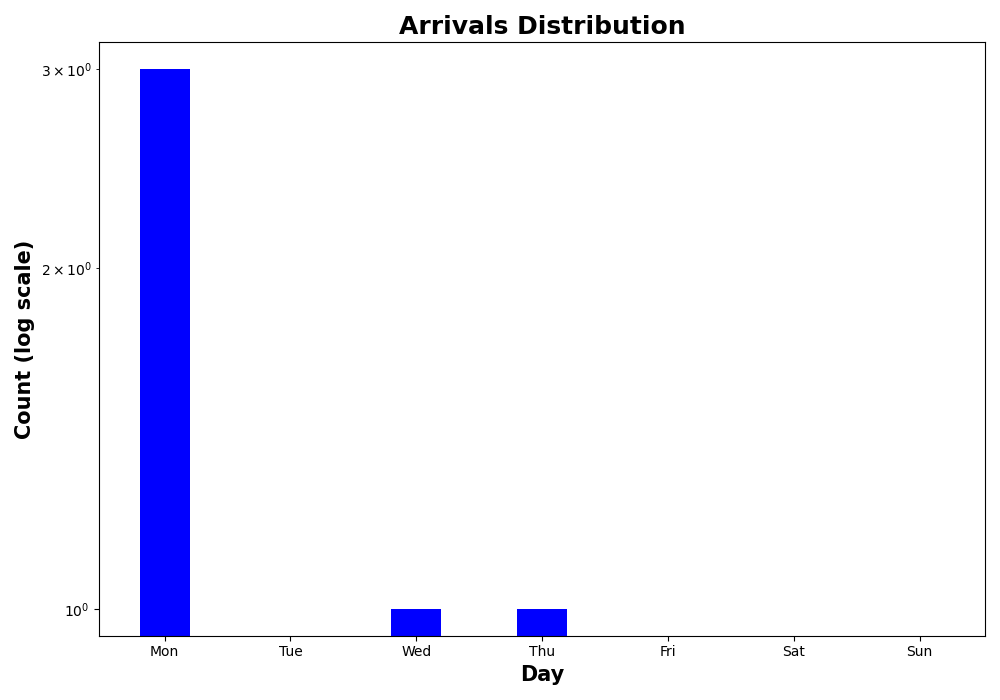 Arrivals Distribution
3 × 10⁰
2 × 10⁰
10⁰
Count (log scale)
Mon Tue Wed Thu Fri Sat Sun
Day